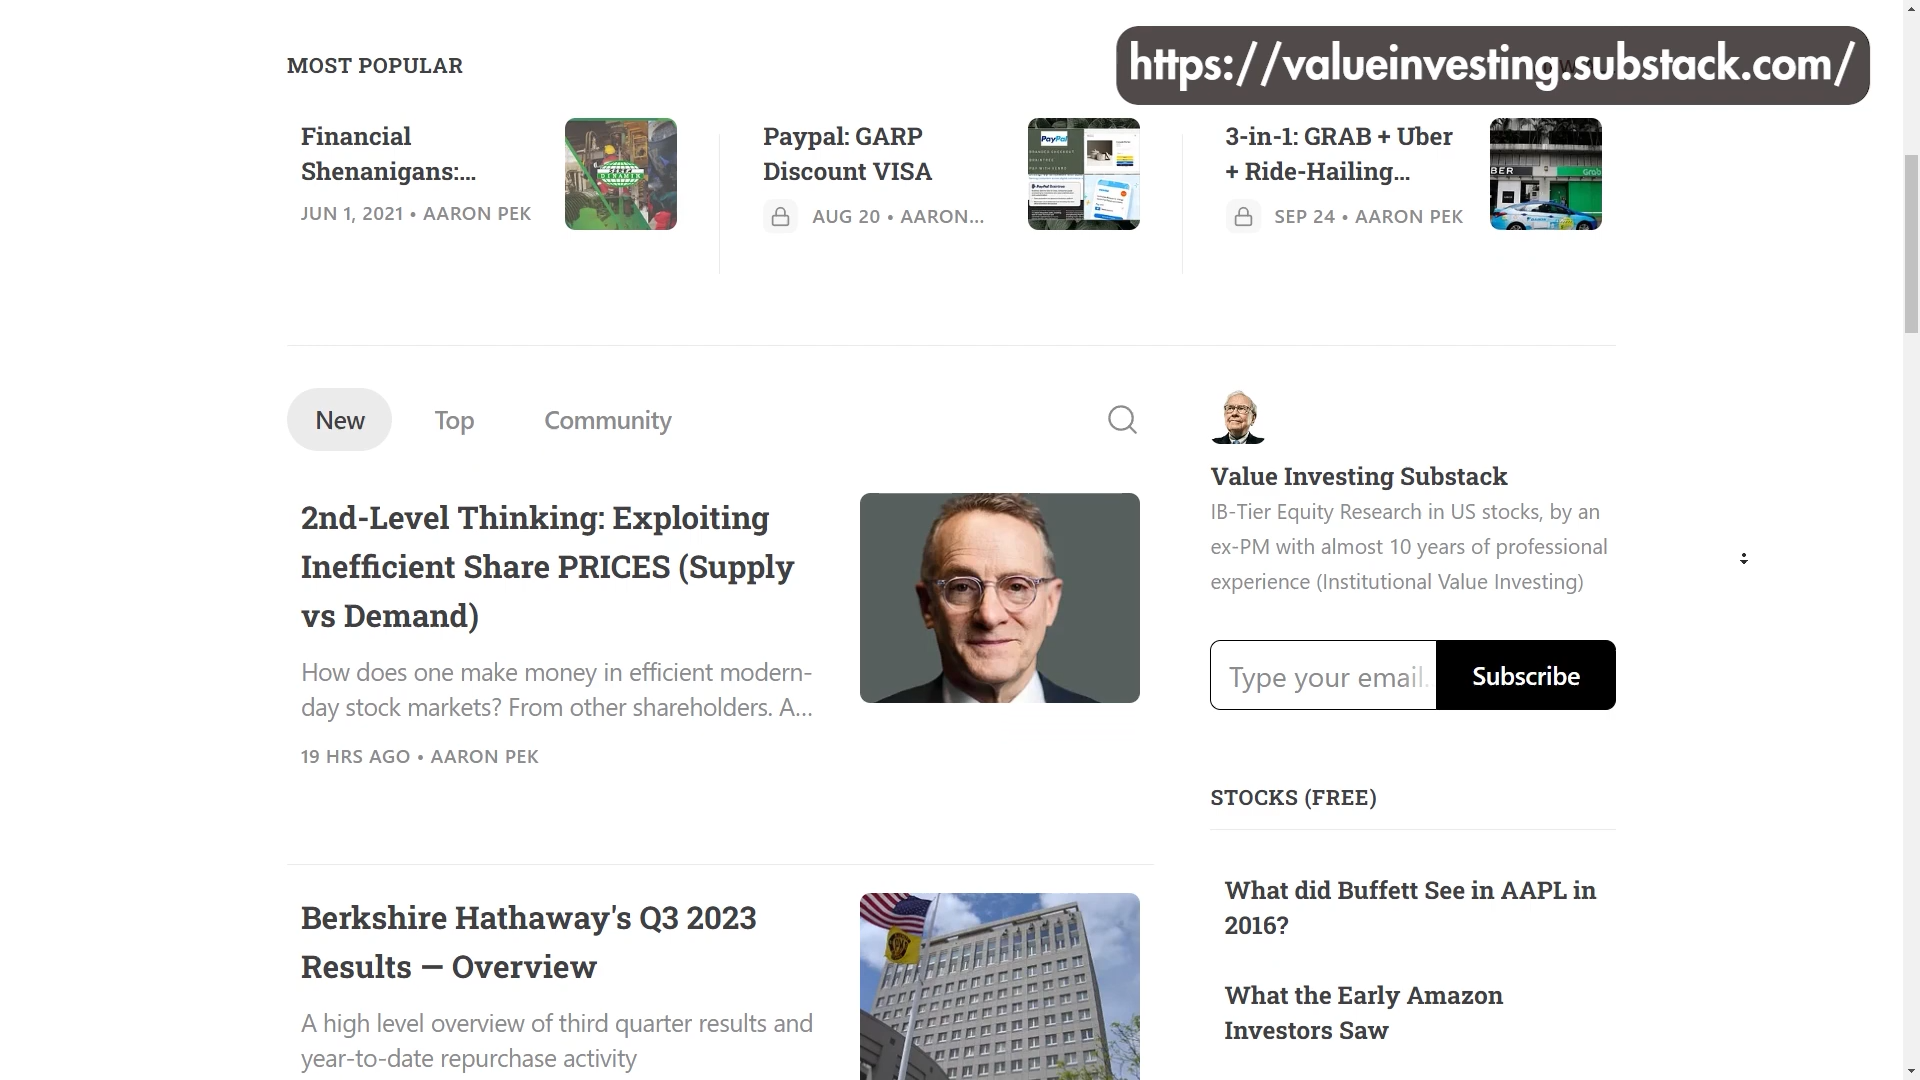 https://valueinvesting.substack.com/
MOST POPULAR
Financial
Shenanigans:...
JUN 1, 2021 • AARON PEK
Paypal: GARP
Discount VISA
AUG 20 • AARON...
PayPal
3-in-1: GRAB + Uber
+ Ride-Hailing...
SEP 24 • AARON PEK
New
Top
Community
2nd-Level Thinking: Exploiting
Inefficient Share PRICES (Supply
vs Demand)
How does one make money in efficient modern-
day stock markets? From other shareholders. A...
19 HRS AGO • AARON PEK
Berkshire Hathaway's Q3 2023
Results — Overview
A high level overview of third quarter results and
year-to-date repurchase activity
Value Investing Substack
IB-Tier Equity Research in US stocks, by an
ex-PM with almost 10 years of professional
experience (Institutional Value Investing)
Type your email.
Subscribe
STOCKS (FREE)
What did Buffett See in AAPL in
2016?
What the Early Amazon
Investors Saw